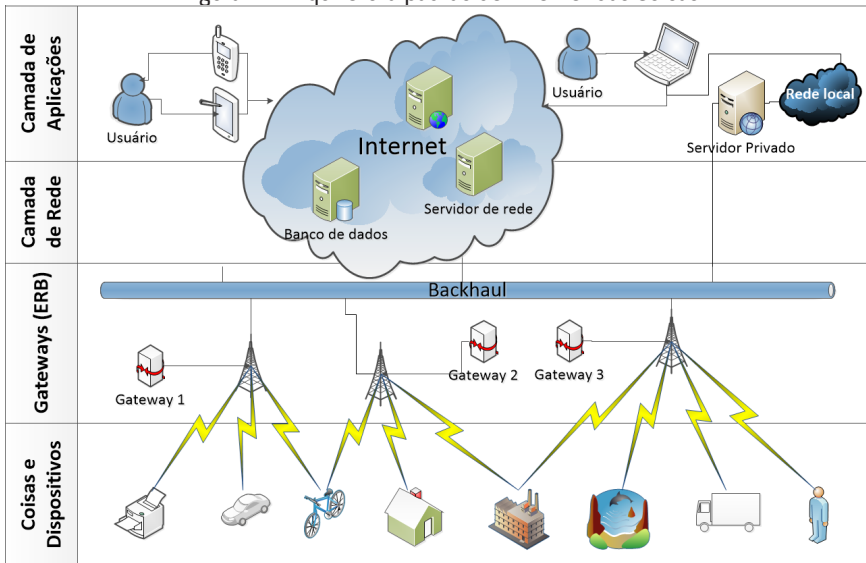 Camada de
Aplicações
Usuário
Internet
Usuário
Rede local
Servidor Privado
Camada
de Rede
Banco de dados
Servidor de rede
Gateways (ERB)
Backhaul
Gateway 1
Gateway 2
Gateway 3
Coisas e
Dispositivos